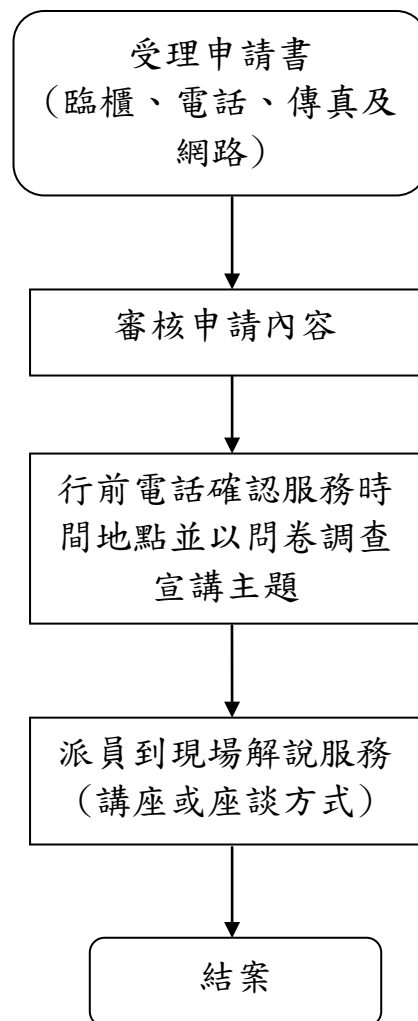 受理申請書
（臨櫃、電話、傳真及
網路）
審核申請內容
行前電話確認服務時
間地點並以問卷調查
宣講主題
派員到現場解說服務
（講座或座談方式）
結案